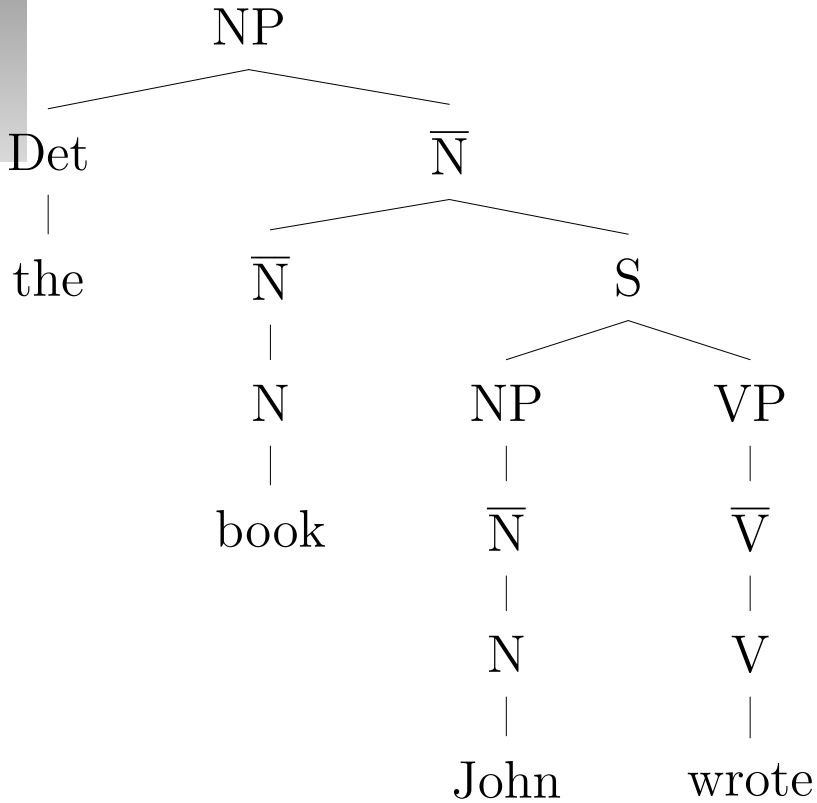 NP
Det N̅
the N̅ S
N NP VP
book N̅ V̅
N V
John wrote